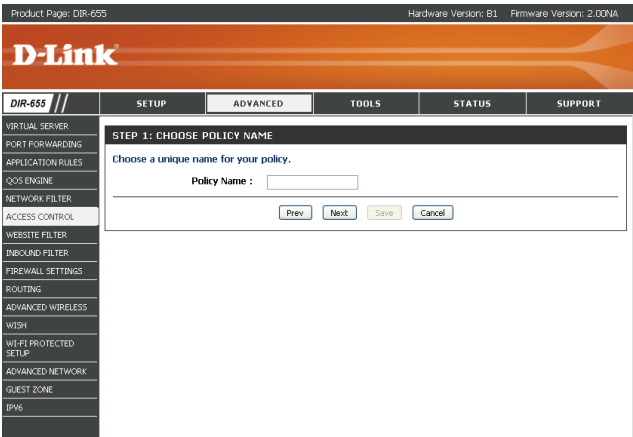 Product Page: DIR-655 Hardware Version: B1 Firmware Version: 2.00NA
D-Link
DIR-655 // SETUP ADVANCED TOOLS STATUS SUPPORT
VIRTUAL SERVER
PORT FORWARDING
APPLICATION RULES
QOS ENGINE
NETWORK FILTER
ACCESS CONTROL
WEBSITE FILTER
INBOUND FILTER
FIREWALL SETTINGS
ROUTING
ADVANCED WIRELESS
WISH
WI-FI PROTECTED
SETUP
ADVANCED NETWORK
GUEST ZONE
IPV6
STEP 1: CHOOSE POLICY NAME
Choose a unique name for your policy.
Policy Name :
Prev Next Save Cancel